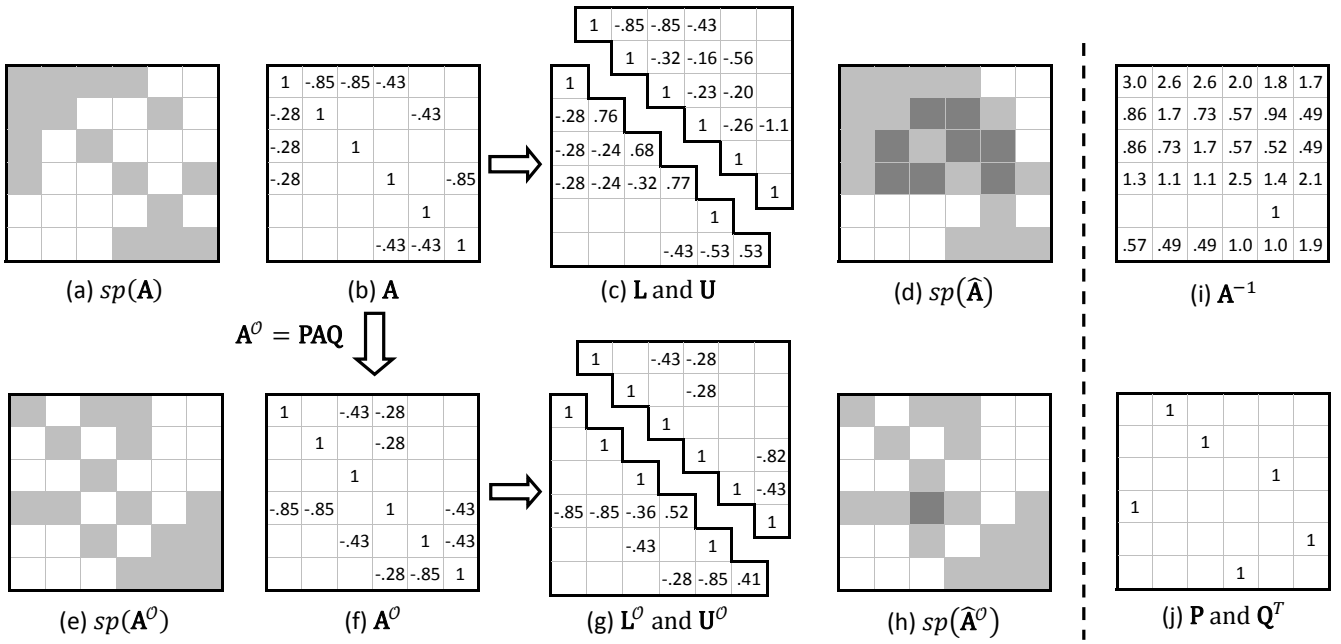 1 -.85 -.85 -.43
1 -.32 -.16 -.56
1 -.23 -.20
1 -.26 -1.1
1
1
1 -.85 -.85 -.43
-.28 1 -.43
-.28 1
-.28 1 -.85
1
-.43 -.43 1
1
-.28 .76
-.28 -.24 .68
-.28 -.24 -.32 .77
1
-.43 -.53 .53
3.0 2.6 2.6 2.0 1.8 1.7
.86 1.7 .73 .57 .94 .49
.86 .73 1.7 .57 .52 .49
1.3 1.1 1.1 2.5 1.4 2.1
1
.57 .49 .49 1.0 1.0 1.9
(a) sp(A)
(b) A
(c) L and U
(d) sp(Â)
(i) A⁻¹
A^𝒪 = PAQ
1 -.43 -.28
1 -.28
1
1 -.82
1 -.43
1
1 -.43 -.28
1 -.28
1
-.85 -.85 1 -.43
-.43 1 -.43
-.28 -.85 1
1
1
1
-.85 -.85 -.36 .52
-.43 1
-.28 -.85 .41
1
1
1
1
1
1
(e) sp(A^𝒪)
(f) A^𝒪
(g) L^𝒪 and U^𝒪
(h) sp(Â^𝒪)
(j) P and Q^T